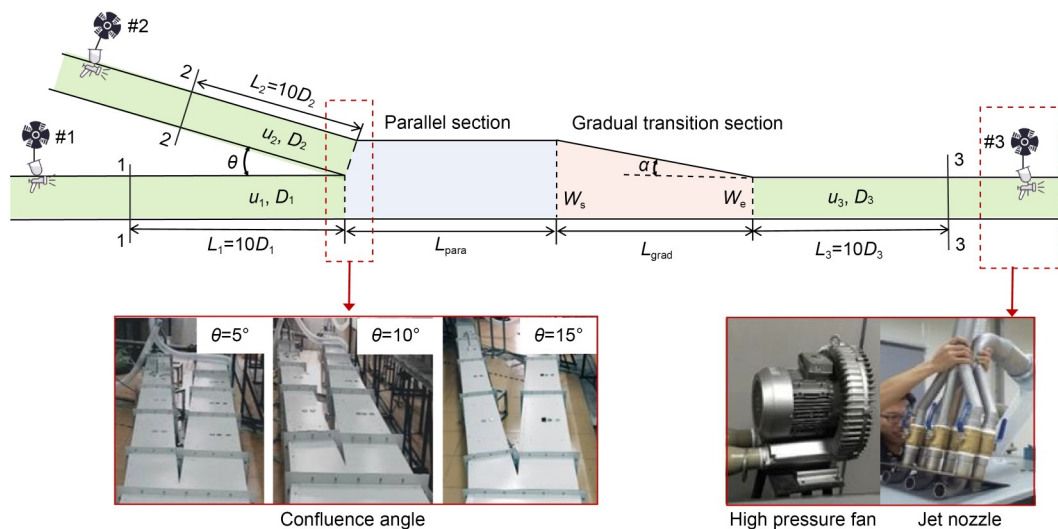 #2
#1
#3
2
2
L₂=10D₂
u₂, D₂
θ
Parallel section
Gradual transition section
α
1
1
u₁, D₁
Wₛ
Wₑ
u₃, D₃
3
3
L₁=10D₁
Lₚₐᵣₐ
L_grad
L₃=10D₃
θ=5°
θ=10°
θ=15°
Confluence angle
High pressure fan
Jet nozzle